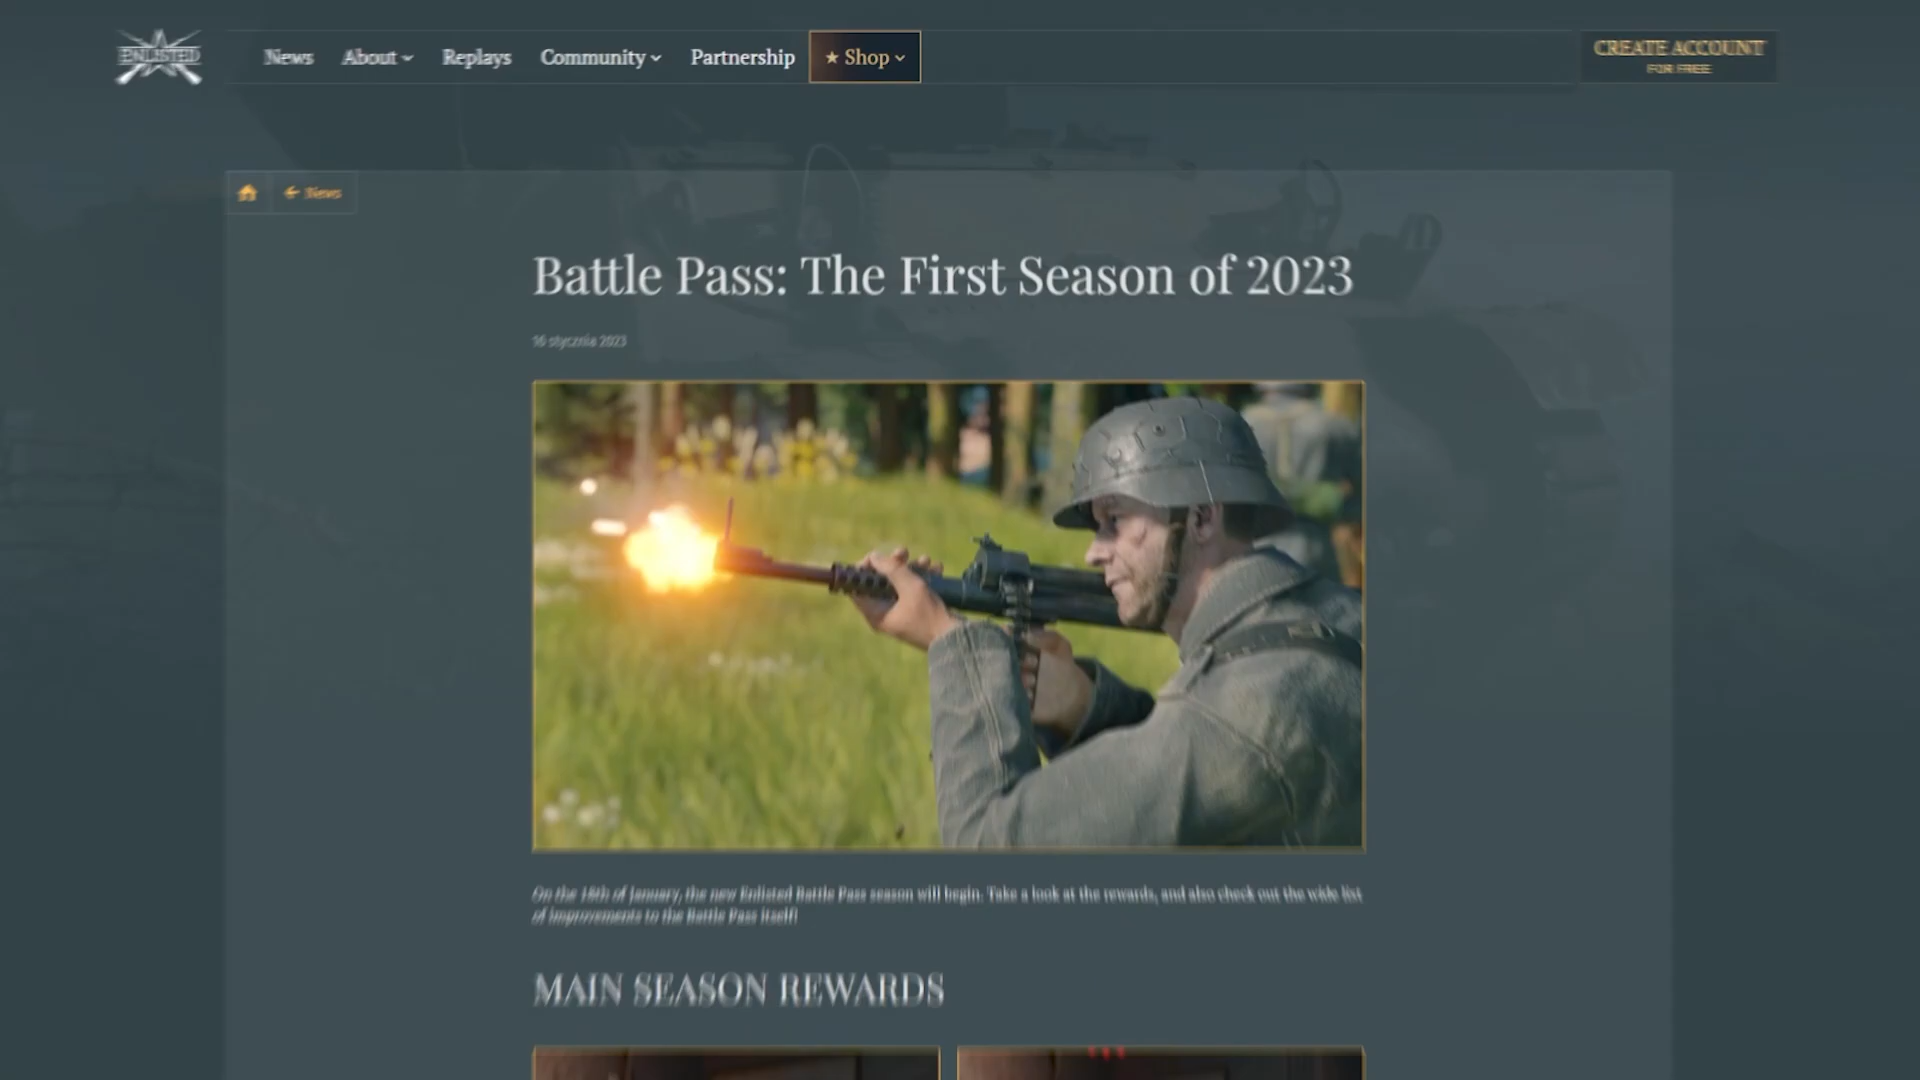 ENLISTED
News
About
Replays
Community
Partnership
★ Shop
CREATE ACCOUNT
FOR FREE
← News
Battle Pass: The First Season of 2023
16 stycznia 2023
On the 18th of January, the new Enlisted Battle Pass season will begin. Take a look at the rewards, and also check out the wide list
of improvements to the Battle Pass itself!
MAIN SEASON REWARDS